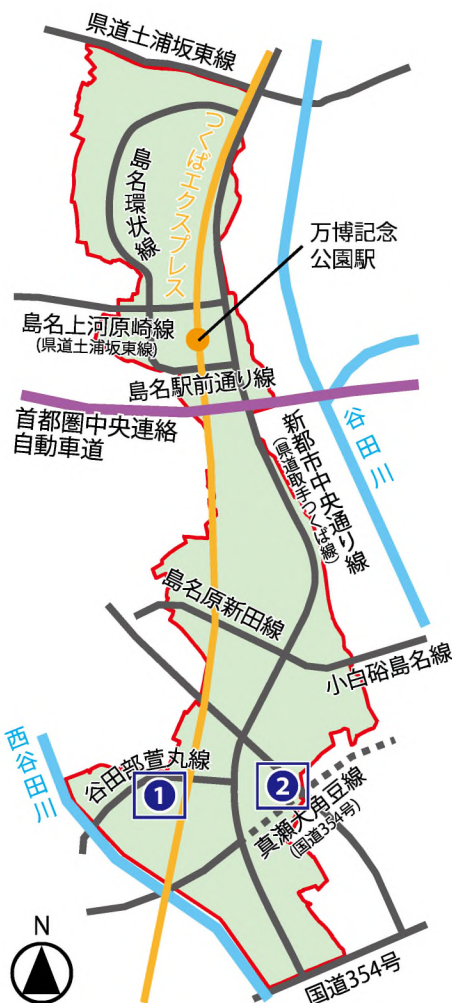 県道土浦坂東線
つくばエクスプレス
島名環状線
万博記念
公園駅
島名上河原崎線
(県道土浦坂東線)
島名駅前通り線
首都圏中央連絡
自動車道
谷田川
新都市中央通り線
(県道取手つくば線)
島名原新田線
小白硲島名線
西谷田川
谷田部萱丸線
1
2
真瀬大角豆線
(国道354号)
N
国道354号